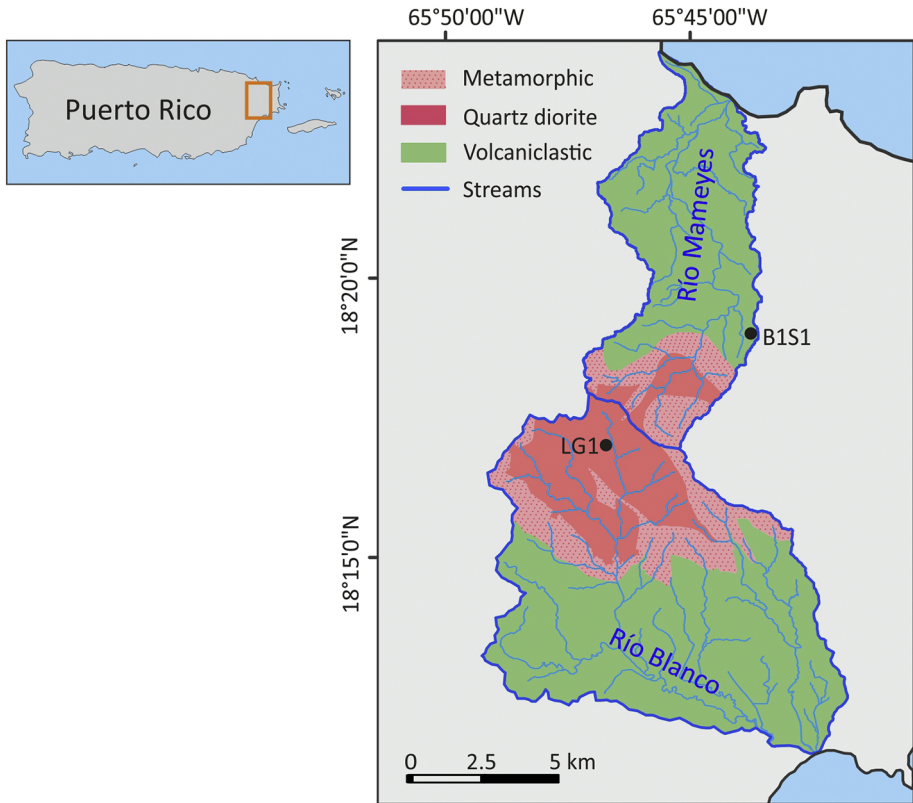 65°50'00"W
65°45'00"W
Puerto Rico
Metamorphic
Quartz diorite
Volcaniclastic
Streams
Río Mameyes
18°20'0"N
B1S1
LG1
18°15'0"N
Río Blanco
0 2.5 5 km